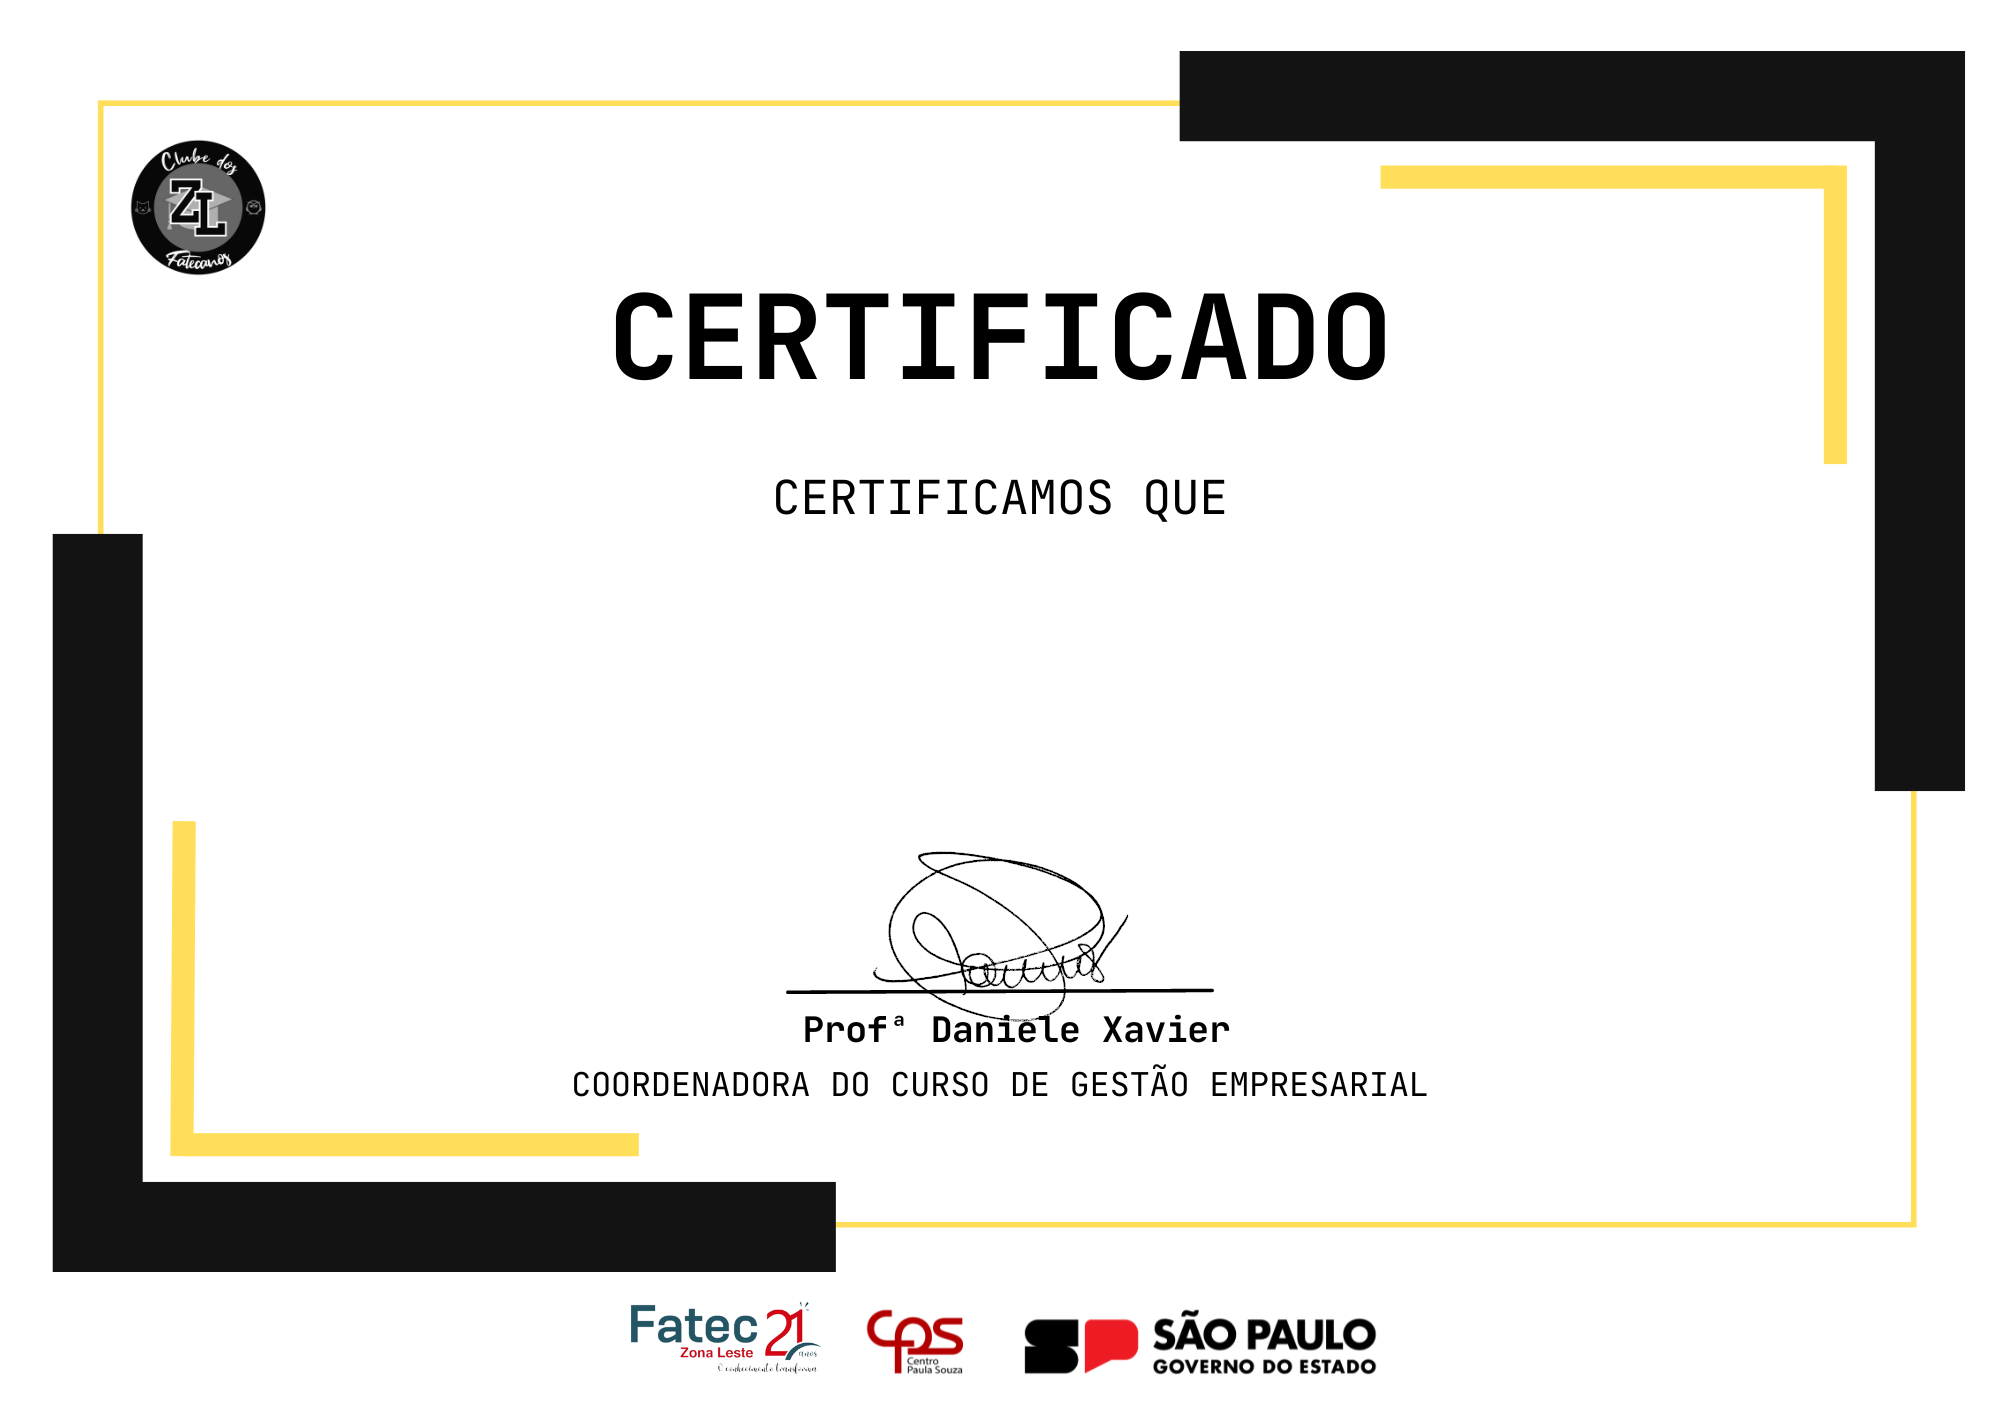 Clube dos
ZL
Fatecanos
CERTIFICADO
CERTIFICAMOS QUE
Profª Daniele Xavier
COORDENADORA DO CURSO DE GESTÃO EMPRESARIAL
Fatec 21 anos
Zona Leste
O conhecimento transforma
cps
Centro
Paula Souza
SP
SÃO PAULO
GOVERNO DO ESTADO